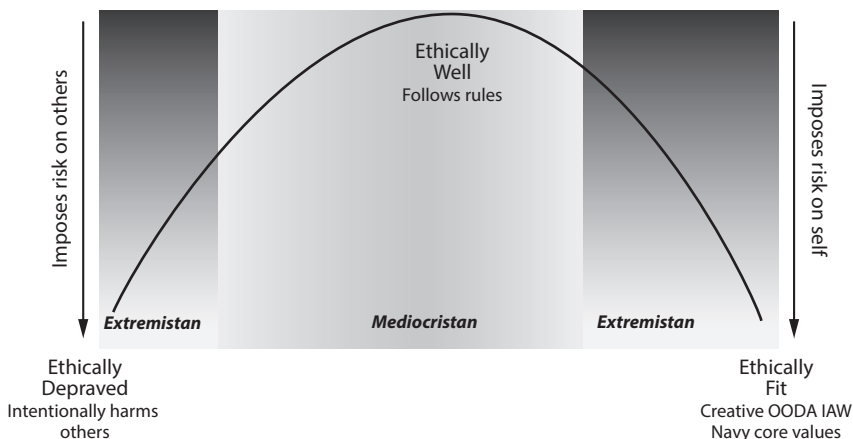 Imposes risk on others
Ethically
Well
Follows rules
Imposes risk on self
Extremistan
Mediocristan
Extremistan
Ethically
Depraved
Intentionally harms
others
Ethically
Fit
Creative OODA IAW
Navy core values